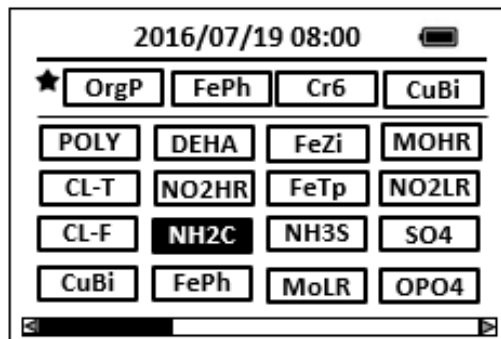 2016/07/19 08:00
OrgP FePh Cr6 CuBi
POLY DEHA FeZi MOHR
CL-T NO2HR FeTp NO2LR
CL-F NH2C NH3S SO4
CuBi FePh MoLR OPO4